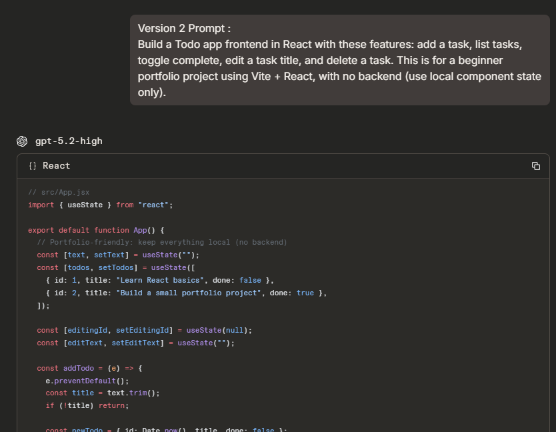 Version 2 Prompt :
Build a Todo app frontend in React with these features: add a task, list tasks,
toggle complete, edit a task title, and delete a task. This is for a beginner
portfolio project using Vite + React, with no backend (use local component state
only).
gpt-5.2-high
{} React
// src/App.jsx
import { useState } from "react";
export default function App() {
// Portfolio-friendly: keep everything local (no backend)
const [text, setText] = useState("");
const [todos, setTodos] = useState([
{ id: 1, title: "Learn React basics", done: false },
{ id: 2, title: "Build a small portfolio project", done: true },
]);
const [editingId, setEditingId] = useState(null);
const [editText, setEditText] = useState("");
const addTodo = (e) => {
e.preventDefault();
const title = text.trim();
if (!title) return;
const newTodo = { id: Date.now(), title, done: false };